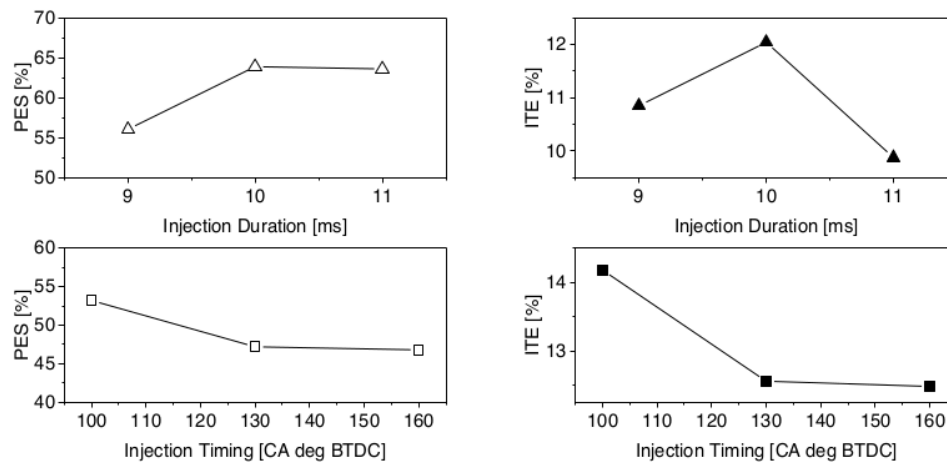 70
65
60
55
50
PES [%]
9 10 11
Injection Duration [ms]
12
11
10
ITE [%]
9 10 11
Injection Duration [ms]
60
55
50
45
40
PES [%]
100 110 120 130 140 150 160
Injection Timing [CA deg BTDC]
14
13
ITE [%]
100 110 120 130 140 150 160
Injection Timing [CA deg BTDC]